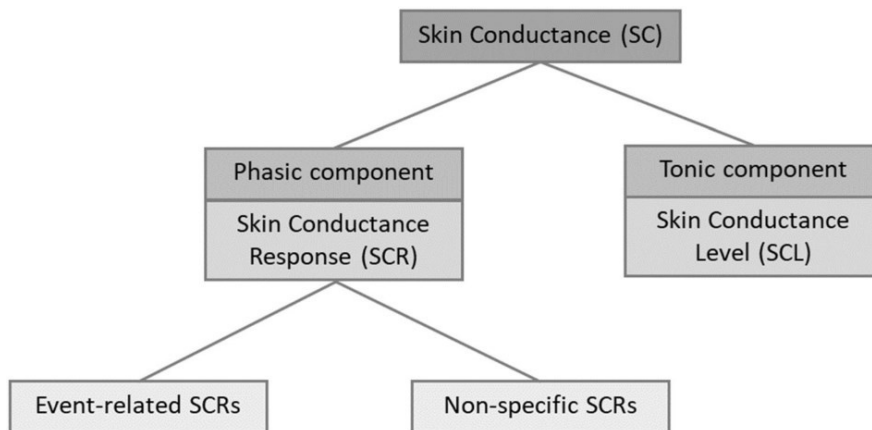 Skin Conductance (SC)
Phasic component
Skin Conductance
Response (SCR)
Tonic component
Skin Conductance
Level (SCL)
Event-related SCRs
Non-specific SCRs